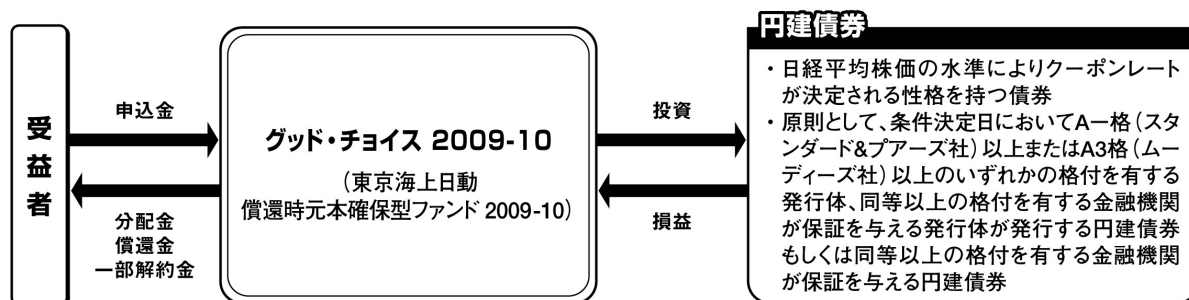 受益者
申込金
分配金
償還金
一部解約金
グッド・チョイス 2009-10
(東京海上日動
償還時元本確保型ファンド 2009-10)
投資
損益
円建債券
・日経平均株価の水準によりクーポンレート
が決定される性格を持つ債券
・原則として、条件決定日においてA−格(スタ
ンダード&プアーズ社)以上またはA3格(ムー
ディーズ社)以上のいずれかの格付を有する
発行体、同等以上の格付を有する金融機関
が保証を与える発行体が発行する円建債券
もしくは同等以上の格付を有する金融機関
が保証を与える円建債券